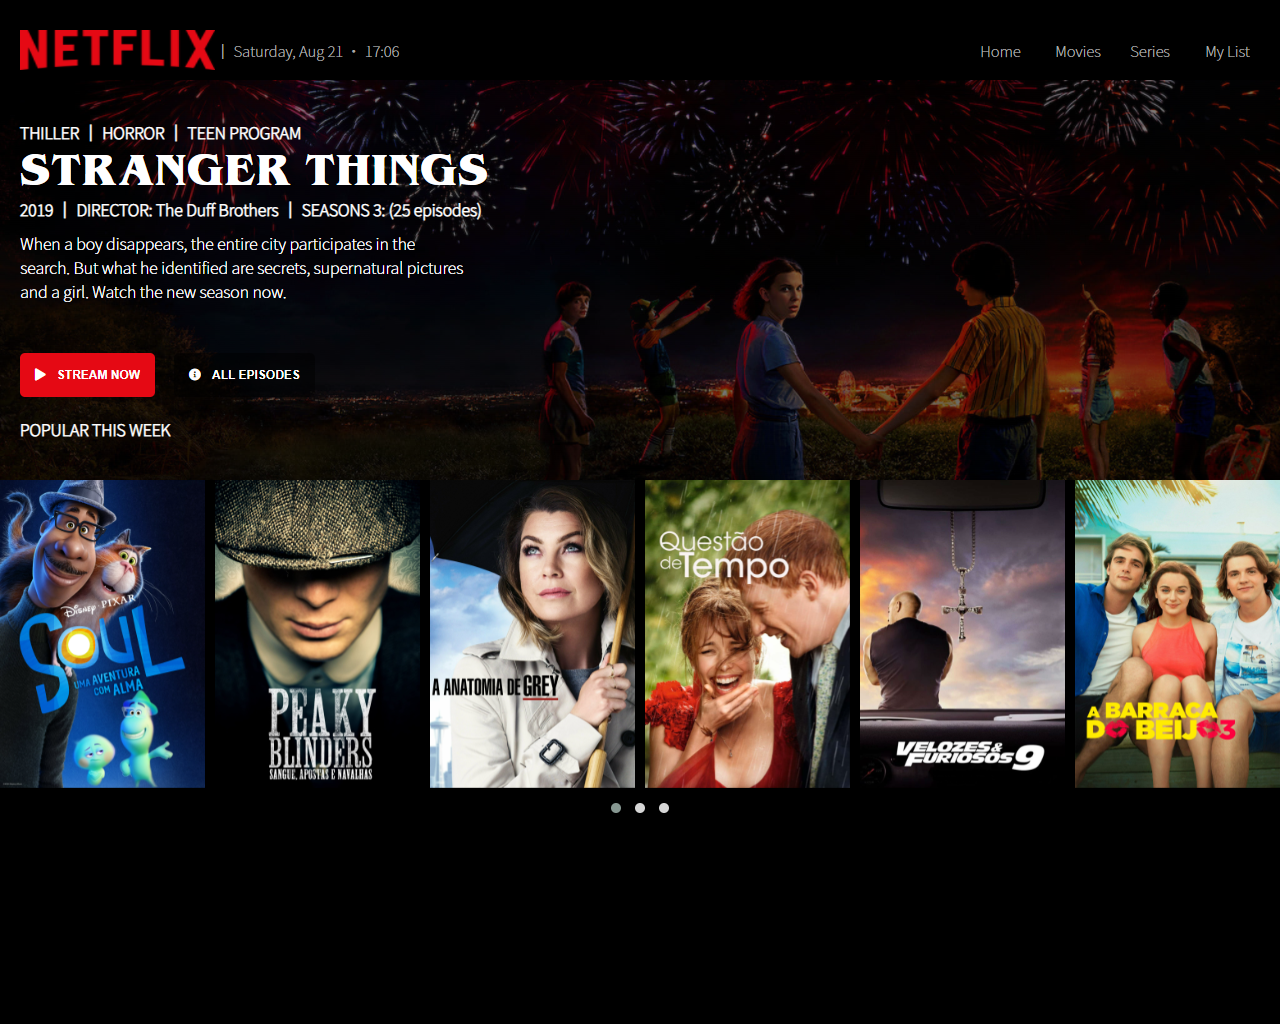 NETFLIX | Saturday, Aug 21 • 17:06
Home Movies Series My List
THILLER | HORROR | TEEN PROGRAM
STRANGER THINGS
2019 | DIRECTOR: The Duff Brothers | SEASONS 3: (25 episodes)
When a boy disappears, the entire city participates in the
search. But what he identified are secrets, supernatural pictures
and a girl. Watch the new season now.
STREAM NOW ALL EPISODES
POPULAR THIS WEEK
Disney • PIXAR
SOUL
UMA AVENTURA
COM ALMA
PEAKY
BLINDERS
SANGUE, APOSTAS E NAVALHAS
A ANATOMIA DE GREY
Questão
de Tempo
VELOZES &
FURIOSOS 9
A BARRACA
DO BEIJO 3